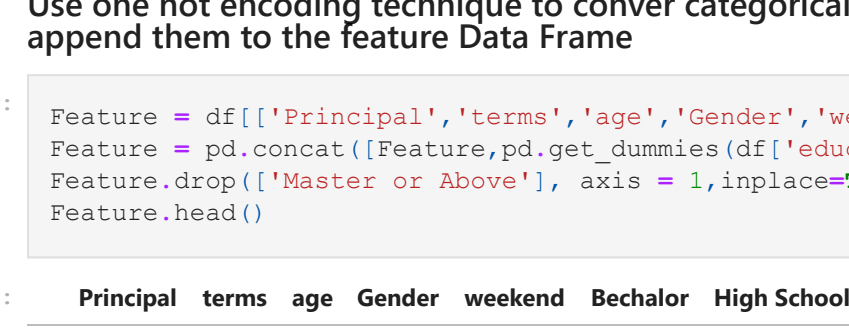 Use one hot encoding technique to conver categorical
append them to the feature Data Frame
:
Feature = df[['Principal','terms','age','Gender','we
Feature = pd.concat([Feature,pd.get_dummies(df['educ
Feature.drop(['Master or Above'], axis = 1,inplace=
Feature.head()
:
Principal terms age Gender weekend Bechalor High School